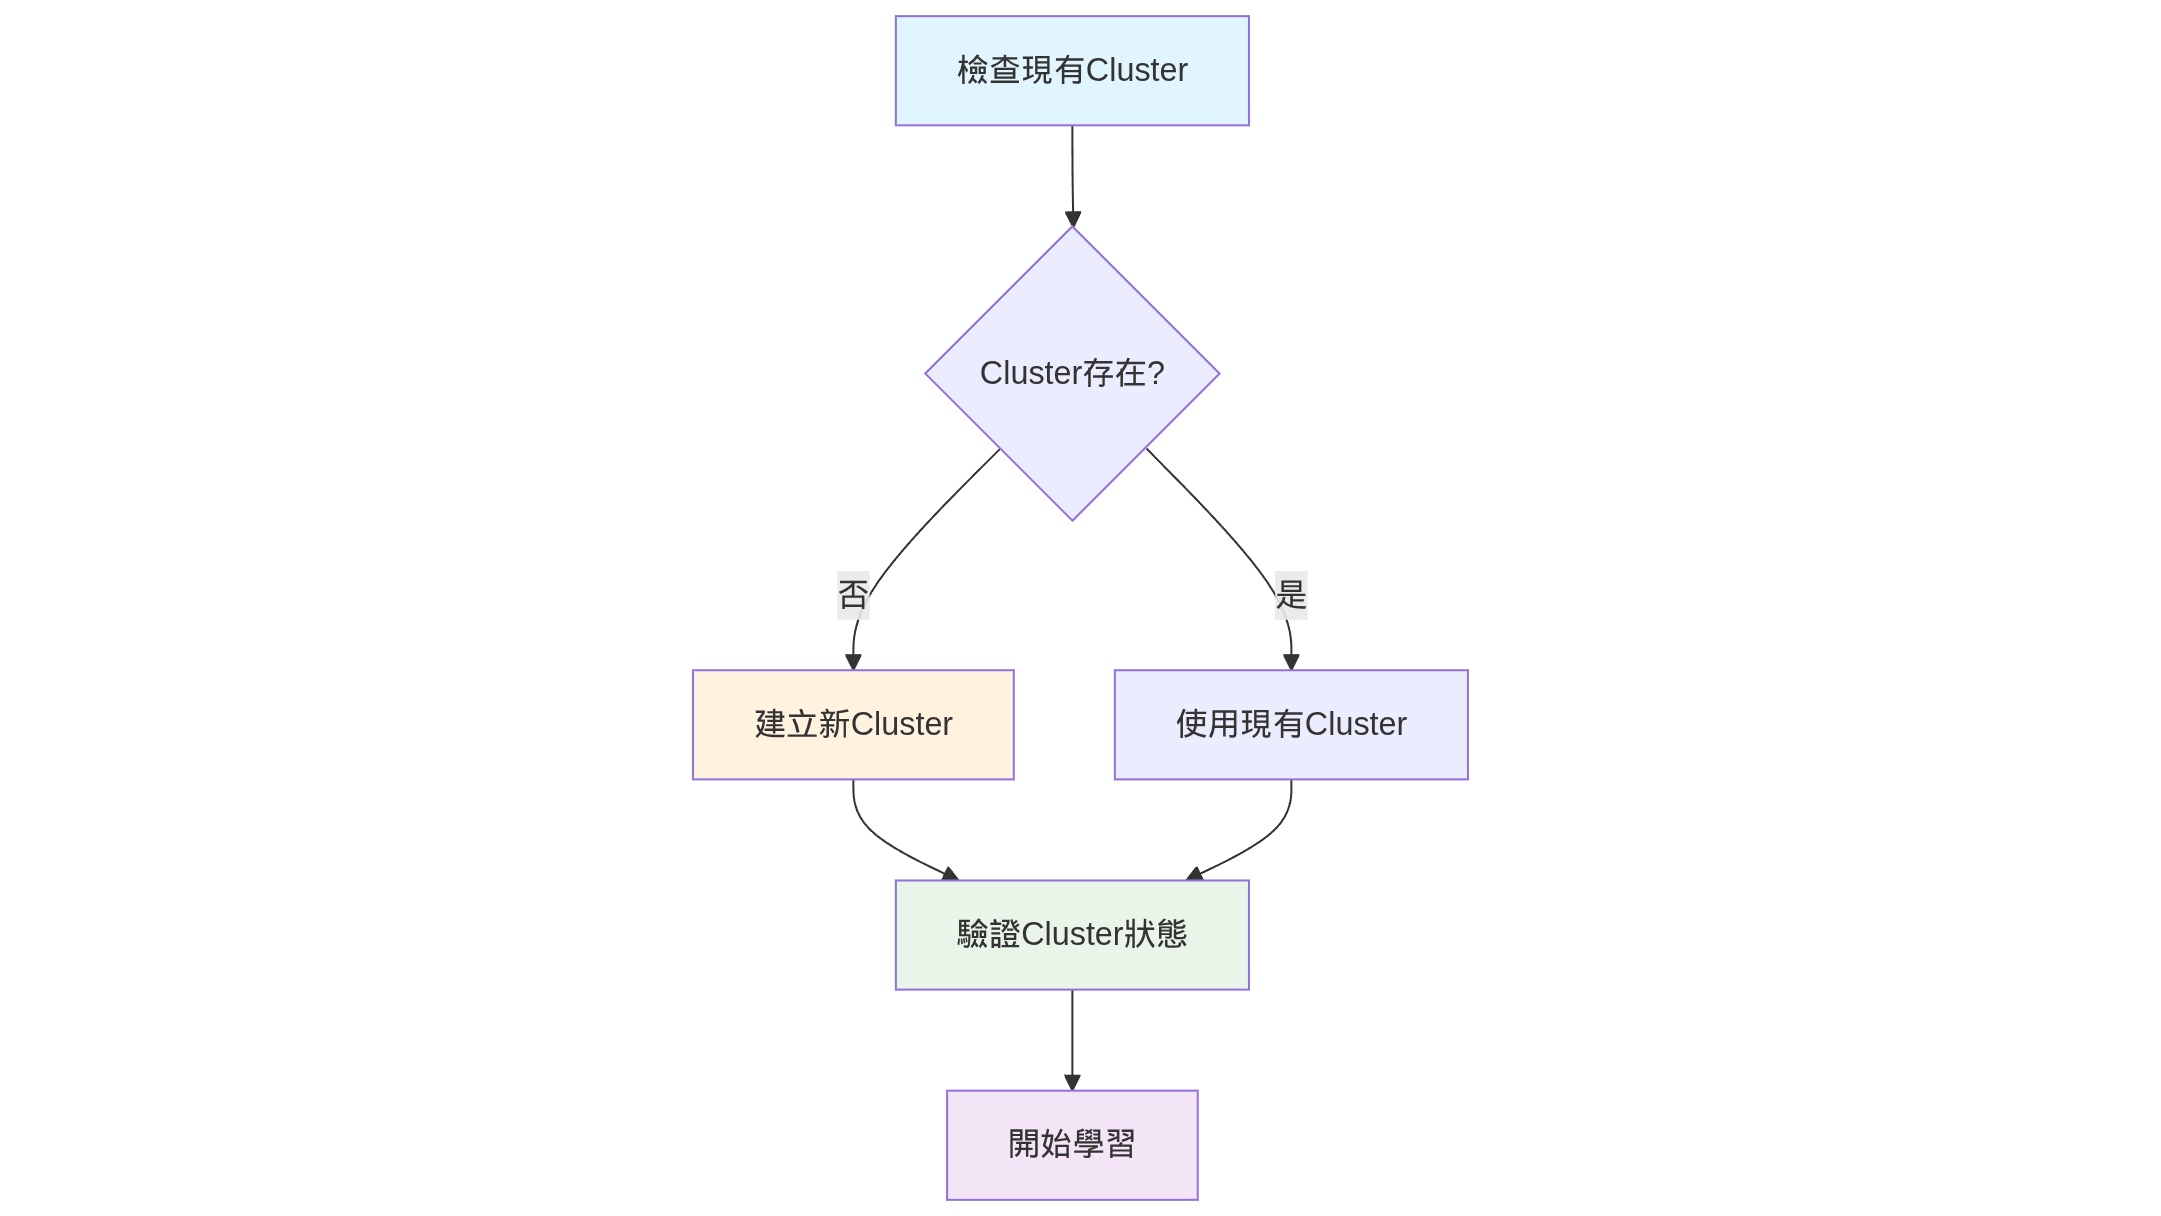 檢查現有Cluster
Cluster存在?
否
是
建立新Cluster
使用現有Cluster
驗證Cluster狀態
開始學習